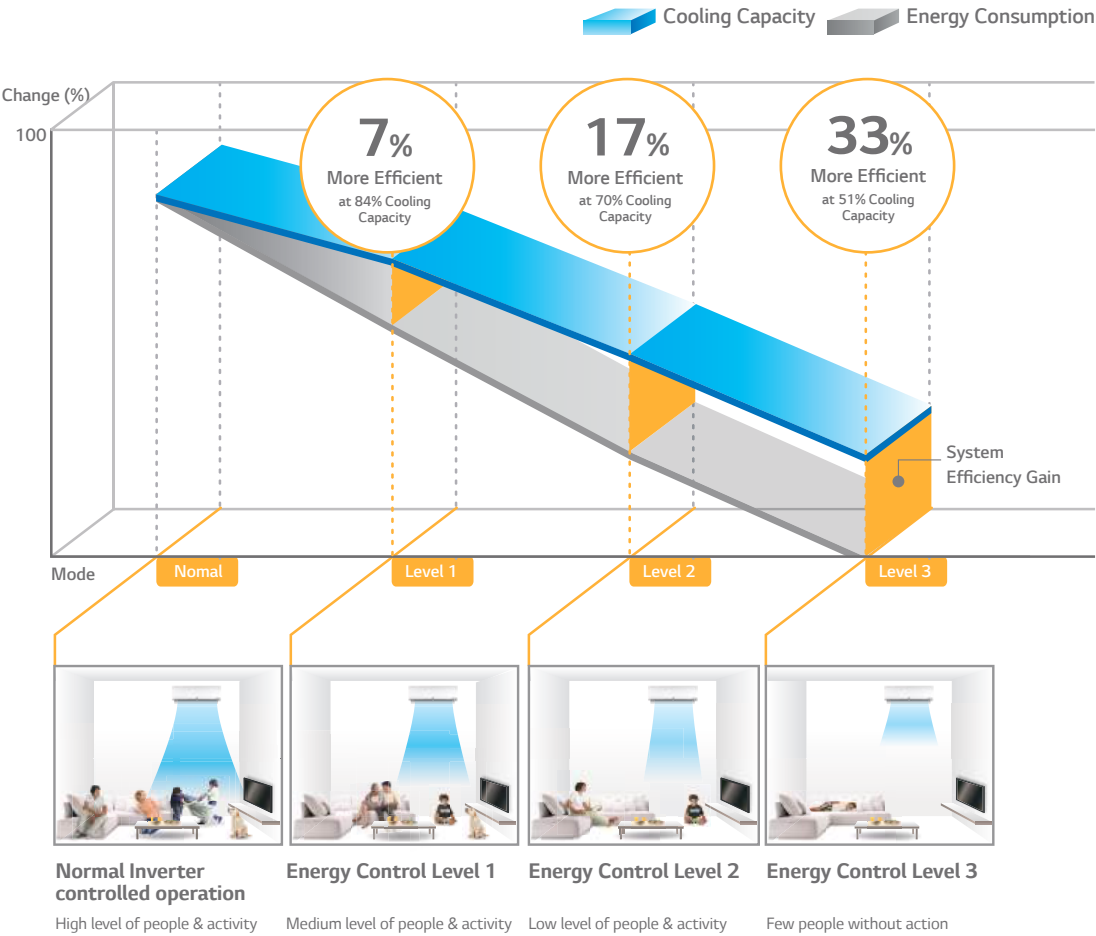 Cooling Capacity
Energy Consumption
Change (%)
100
7%
More Efficient
at 84% Cooling
Capacity
17%
More Efficient
at 70% Cooling
Capacity
33%
More Efficient
at 51% Cooling
Capacity
System
Efficiency Gain
Mode
Nomal
Level 1
Level 2
Level 3
Normal Inverter
controlled operation
High level of people & activity
Energy Control Level 1
Medium level of people & activity
Energy Control Level 2
Low level of people & activity
Energy Control Level 3
Few people without action